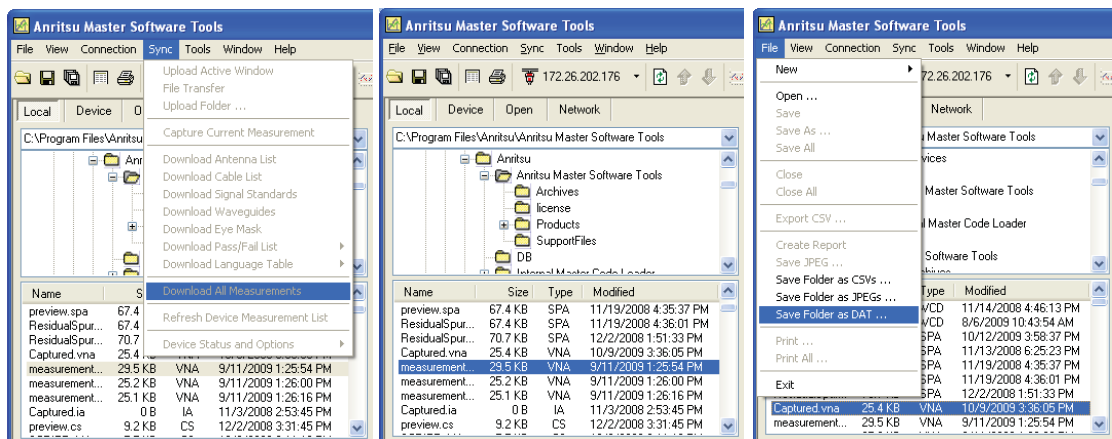 Anritsu Master Software Tools
File View Connection Sync Tools Window Help
Upload Active Window
File Transfer
Upload Folder ...
Capture Current Measurement
Download Antenna List
Download Cable List
Download Signal Standards
Download Waveguides
Download Eye Mask
Download Pass/Fail List
Download Language Table
Download All Measurements
Refresh Device Measurement List
Device Status and Options
Local Device O
C:\Program Files\Anritsu
Anr
Name S
preview.spa 67.4
ResidualSpur... 67.4
ResidualSpur... 70.7
Captured.vna 25.4
measurement... 29.5 KB VNA 9/11/2009 1:25:54 PM
measurement... 25.2 KB VNA 9/11/2009 1:26:00 PM
measurement... 25.1 KB VNA 9/11/2009 1:26:16 PM
Captured.ia 0 B IA 11/3/2008 2:53:45 PM
preview.cs 9.2 KB CS 12/2/2008 3:31:45 PM
Anritsu Master Software Tools
File View Connection Sync Tools Window Help
172.26.202.176
Local Device Open Network
C:\Program Files\Anritsu\Anritsu Master Software Tools
Anritsu
Anritsu Master Software Tools
Archives
license
Products
SupportFiles
DB
Internal Master Code Loader
Name Size Type Modified
preview.spa 67.4 KB SPA 11/19/2008 4:35:37 PM
ResidualSpur... 67.4 KB SPA 11/19/2008 4:36:01 PM
ResidualSpur... 70.7 KB SPA 12/2/2008 1:51:33 PM
Captured.vna 25.4 KB VNA 10/9/2009 3:36:05 PM
measurement... 29.5 KB VNA 9/11/2009 1:25:54 PM
measurement... 25.2 KB VNA 9/11/2009 1:26:00 PM
measurement... 25.1 KB VNA 9/11/2009 1:26:16 PM
Captured.ia 0 B IA 11/3/2008 2:53:45 PM
preview.cs 9.2 KB CS 12/2/2008 3:31:45 PM
Anritsu Master Software Tools
File View Connection Sync Tools Window Help
New
Open ...
Save
Save As ...
Save All
Close
Close All
Export CSV ...
Create Report
Save JPEG ...
Save Folder as CSVs ...
Save Folder as JPEGs ...
Save Folder as DAT ...
Print ...
Print All ...
Exit
72.26.202.176
Network
Master Software Tools
vices
Master Software Tools
l Master Code Loader
Software Tools
Type Modified
VCD 11/14/2008 4:46:13 PM
VCD 8/6/2009 10:43:54 AM
SPA 10/12/2009 3:58:37 PM
SPA 11/13/2008 6:25:23 PM
SPA 11/19/2008 4:35:37 PM
SPA 11/19/2008 4:36:01 PM
SPA 12/2/2008 1:51:33 PM
Captured.vna 25.4 KB VNA 10/9/2009 3:36:05 PM
measurement... 29.5 KB VNA 9/11/2009 1:25:54 PM